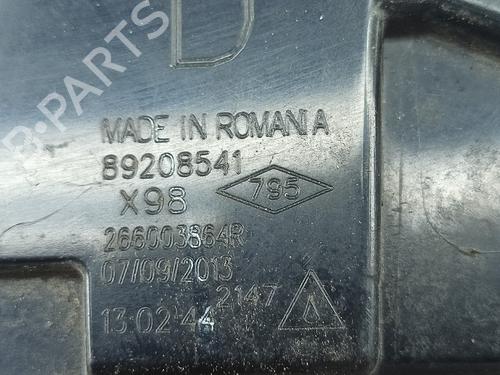 D
MADE IN ROMANIA
89208541
X98 795
266003864R
07/09/2013
2147
13:02:44
B-PARTS